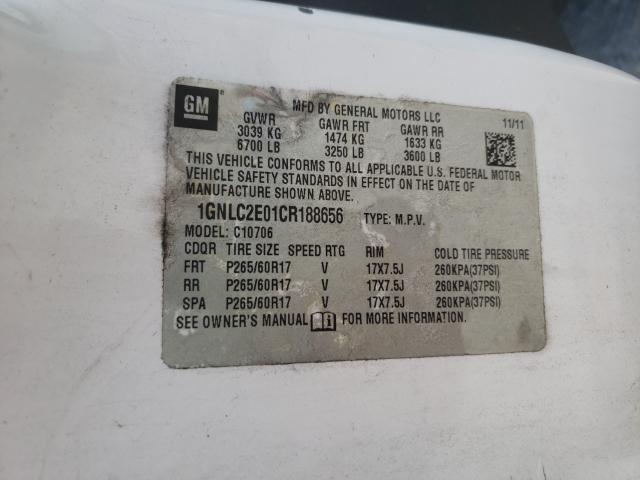 GM
MFD BY GENERAL MOTORS LLC
11/11
GVWR GAWR FRT GAWR RR
3039 KG 1474 KG 1633 KG
6700 LB 3250 LB 3600 LB
THIS VEHICLE CONFORMS TO ALL APPLICABLE U.S. FEDERAL MOTOR
VEHICLE SAFETY STANDARDS IN EFFECT ON THE DATE OF
MANUFACTURE SHOWN ABOVE.
1GNLC2E01CR188656 TYPE: M.P.V.
MODEL: C10706
CDQR TIRE SIZE SPEED RTG RIM COLD TIRE PRESSURE
FRT P265/60R17 V 17X7.5J 260KPA(37PSI)
RR P265/60R17 V 17X7.5J 260KPA(37PSI)
SPA P265/60R17 V 17X7.5J 260KPA(37PSI)
SEE OWNER'S MANUAL FOR MORE INFORMATION.